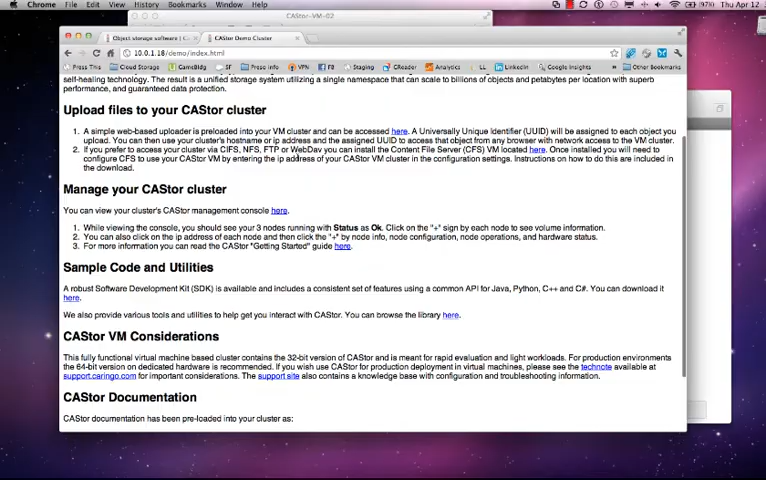 Chrome File Edit View History Bookmarks Window Help (97%) Thu Apr 12
CAStor-VM-02
Object storage software | C CAStor Demo Cluster
10.0.1.18/demo/index.html
Press This Cloud Storage CameBldg SF Press info VPN FB Staging GReader Analytics LinkedIn Google Insights Other Bookmarks
self-healing technology. The result is a unified storage system utilizing a single namespace that can scale to billions of objects and petabytes per location with superb
performance, and guaranteed data protection.
Upload files to your CAStor cluster
1. A simple web-based uploader is preloaded into your VM cluster and can be accessed here. A Universally Unique Identifier (UUID) will be assigned to each object you
upload. You can then use your cluster's hostname or ip address and the assigned UUID to access that object from any browser with network access to the VM cluster.
2. If you prefer to access your cluster via CIFS, NFS, FTP or WebDav you can install the Content File Server (CFS) VM located here. Once installed you will need to
configure CFS to use your CAStor VM by entering the ip address of your CAStor VM cluster in the configuration settings. Instructions on how to do this are included in
the download.
Manage your CAStor cluster
You can view your cluster's CAStor management console here.
1. While viewing the console, you should see your 3 nodes running with Status as Ok. Click on the "+" sign by each node to see volume information.
2. You can also click on the ip address of each node and then click the "+" by node info, node configuration, node operations, and hardware status.
3. For more information you can read the CAStor "Getting Started" guide here.
Sample Code and Utilities
A robust Software Development Kit (SDK) is available and includes a consistent set of features using a common API for Java, Python, C++ and C#. You can download it
here.
We also provide various tools and utilities to help get you interact with CAStor. You can browse the library here.
CAStor VM Considerations
This fully functional virtual machine based cluster contains the 32-bit version of CAStor and is meant for rapid evaluation and light workloads. For production environments
the 64-bit version on dedicated hardware is recommended. If you wish use CAStor for production deployment in virtual machines, please see the technote available at
support.caringo.com for important considerations. The support site also contains a knowledge base with configuration and troubleshooting information.
CAStor Documentation
CAStor documentation has been pre-loaded into your cluster as: